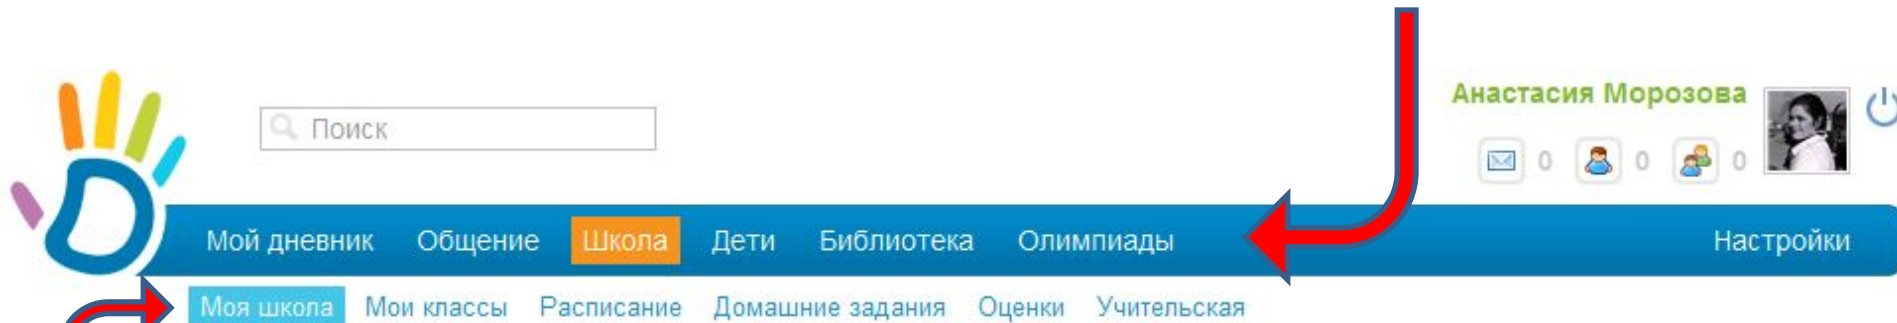 Анастасия Морозова
Поиск
0 0 0
Мой дневник Общение Школа Дети Библиотека Олимпиады Настройки
Моя школа Мои классы Расписание Домашние задания Оценки Учительская